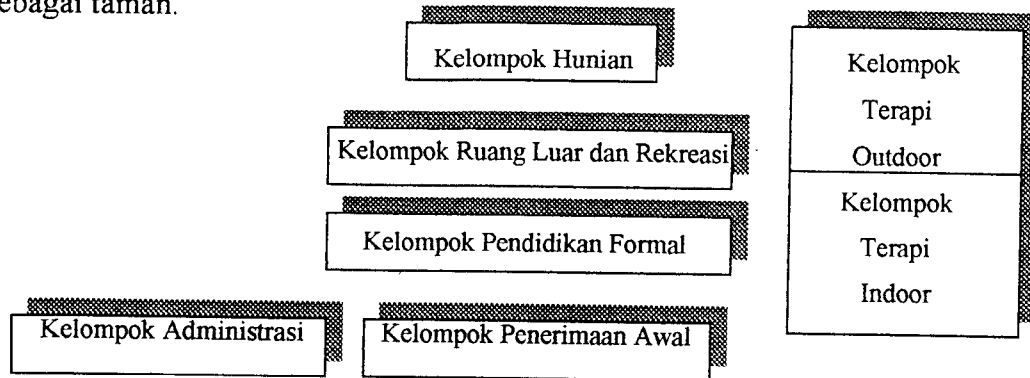 sebagai taman.
Kelompok Hunian
Kelompok Ruang Luar dan Rekreasi
Kelompok Pendidikan Formal
Kelompok Administrasi
Kelompok Penerimaan Awal
Kelompok
Terapi
Outdoor
Kelompok
Terapi
Indoor